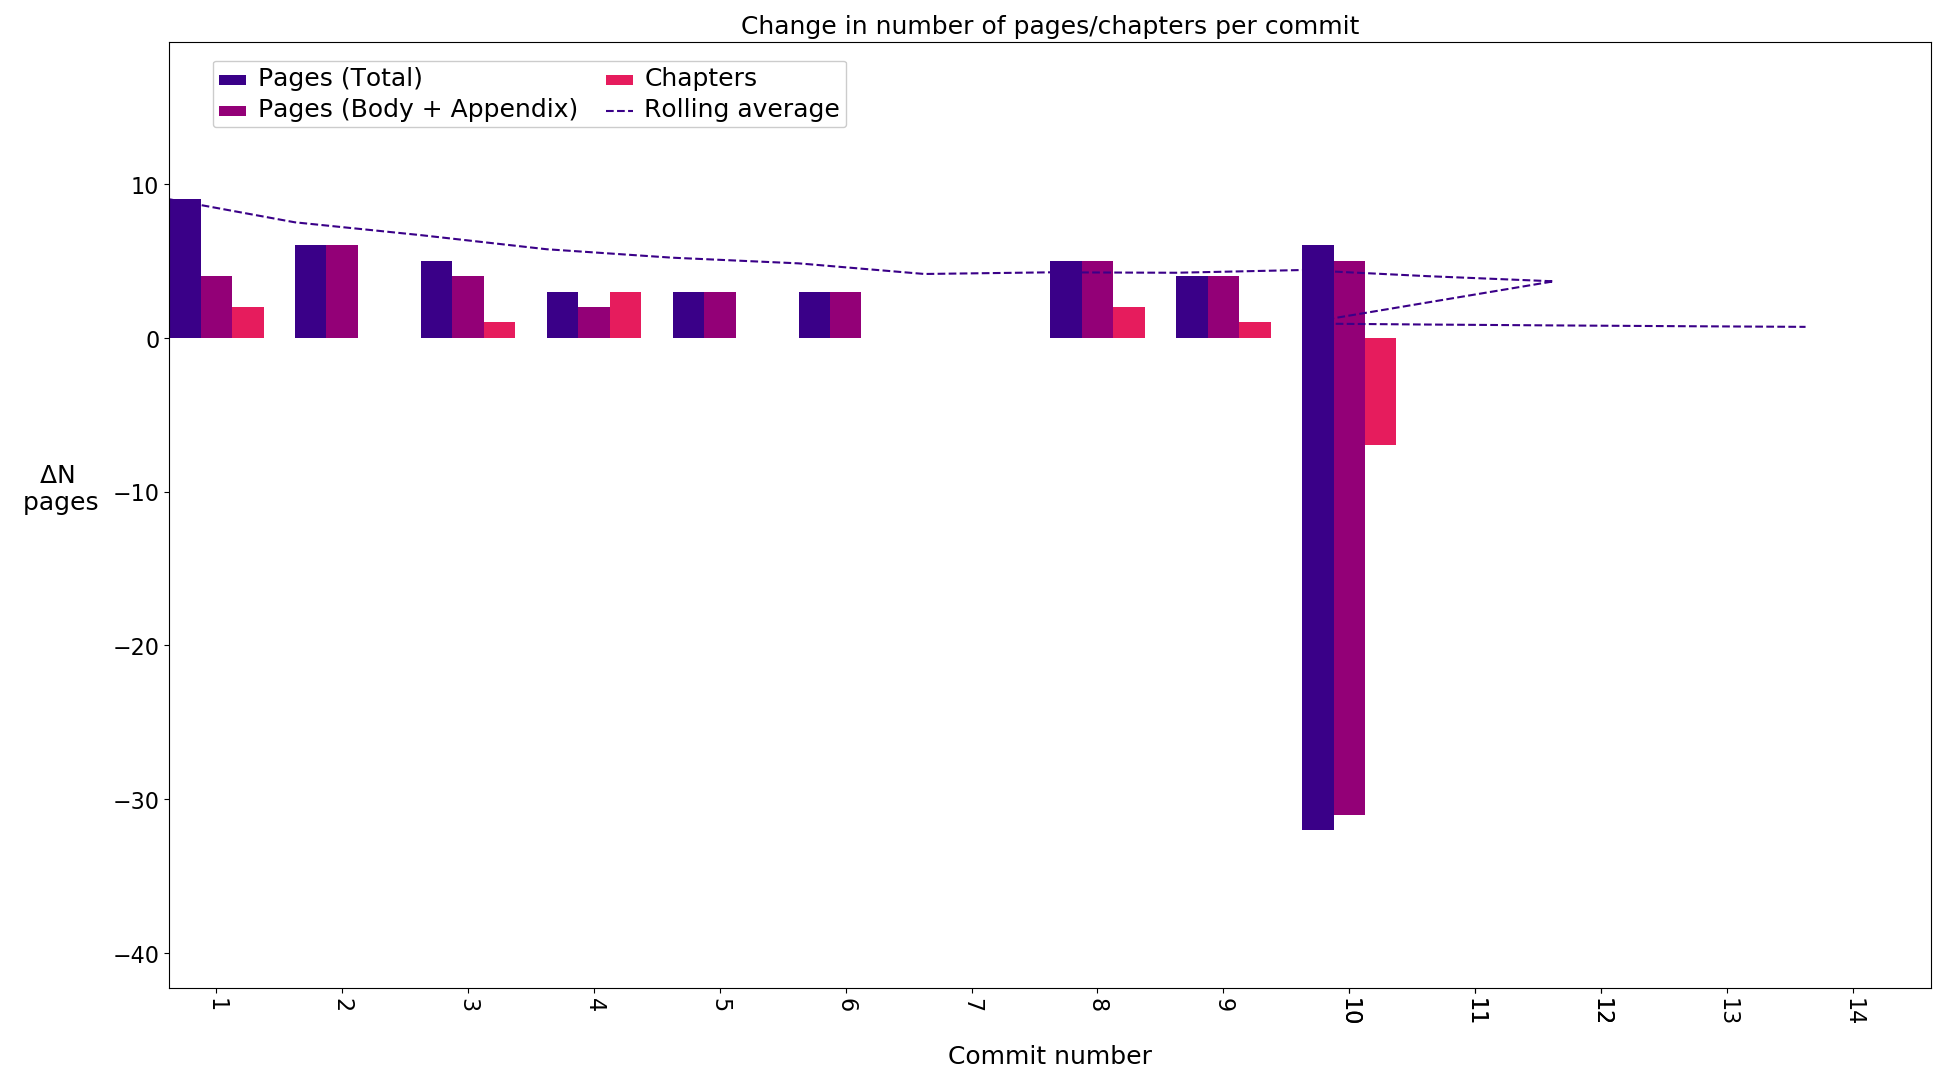 Change in number of pages/chapters per commit
Pages (Total)
Pages (Body + Appendix)
Chapters
Rolling average
10
0
−10
−20
−30
−40
ΔN
pages
1
2
3
4
5
6
7
8
9
10
11
12
13
14
Commit number